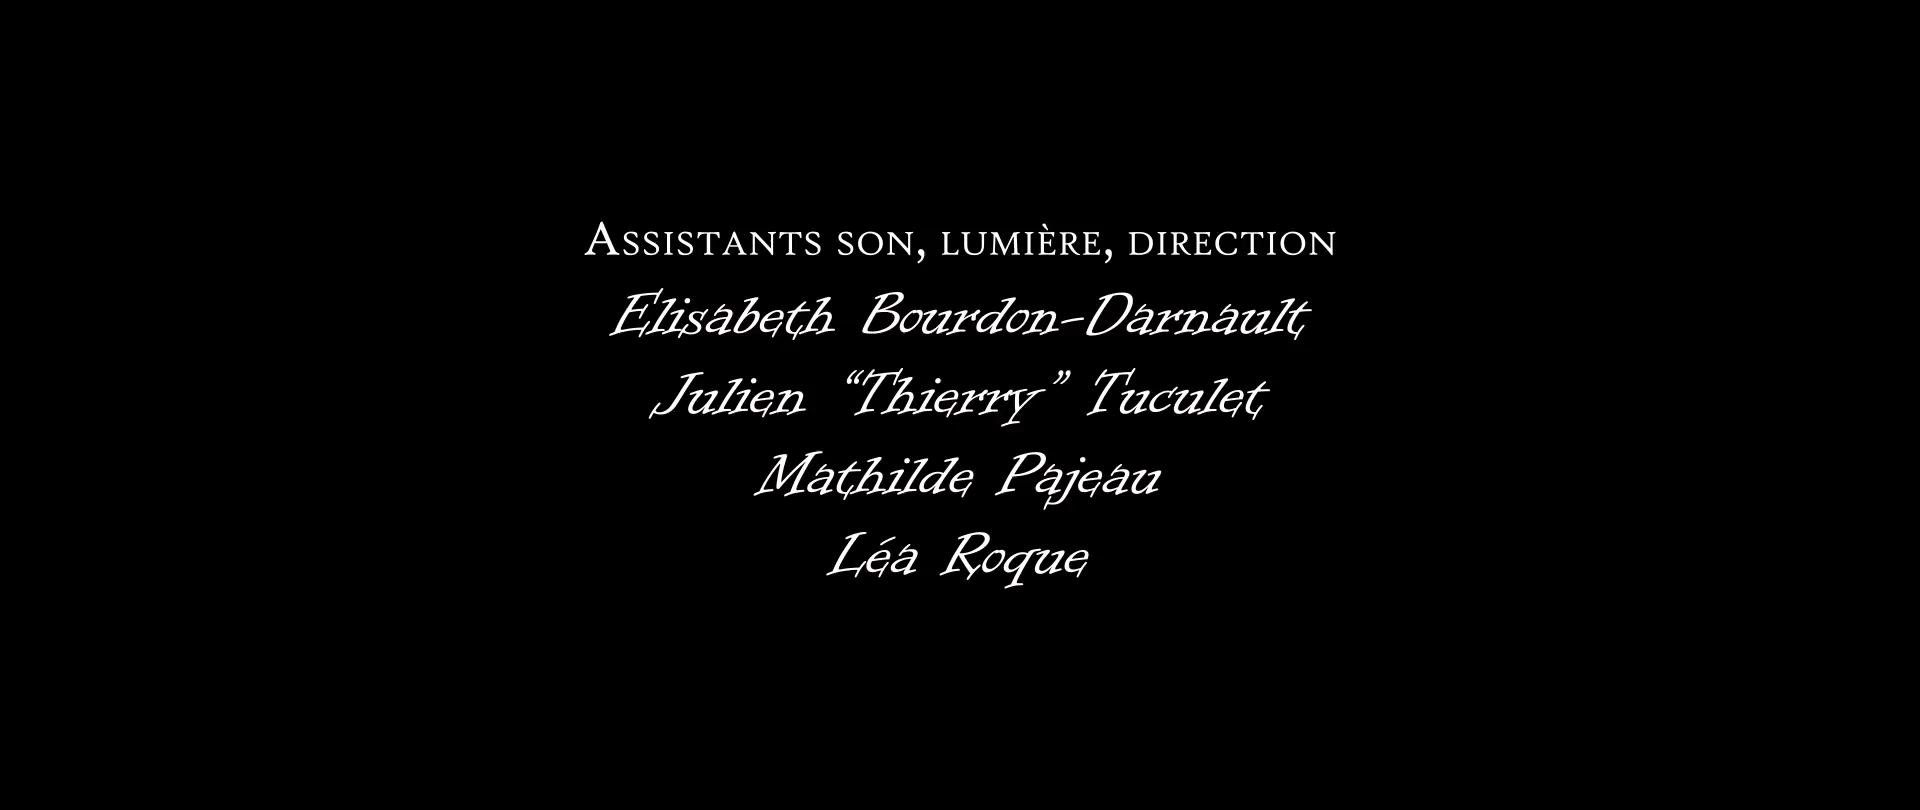 Assistants son, lumière, direction
Elisabeth Bourdon-Darnault
Julien “Thierry” Tuculet
Mathilde Pajeau
Léa Roque